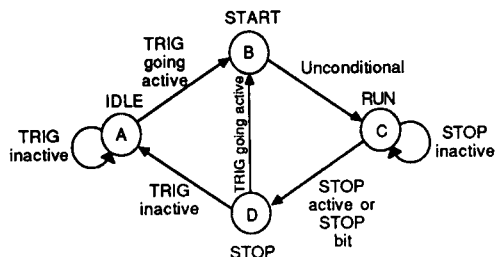 START
TRIG
going
active
B
Unconditional
IDLE
RUN
TRIG
inactive
A
TRIG going active
C
STOP
inactive
TRIG
inactive
D
STOP
active or
STOP
bit
STOP